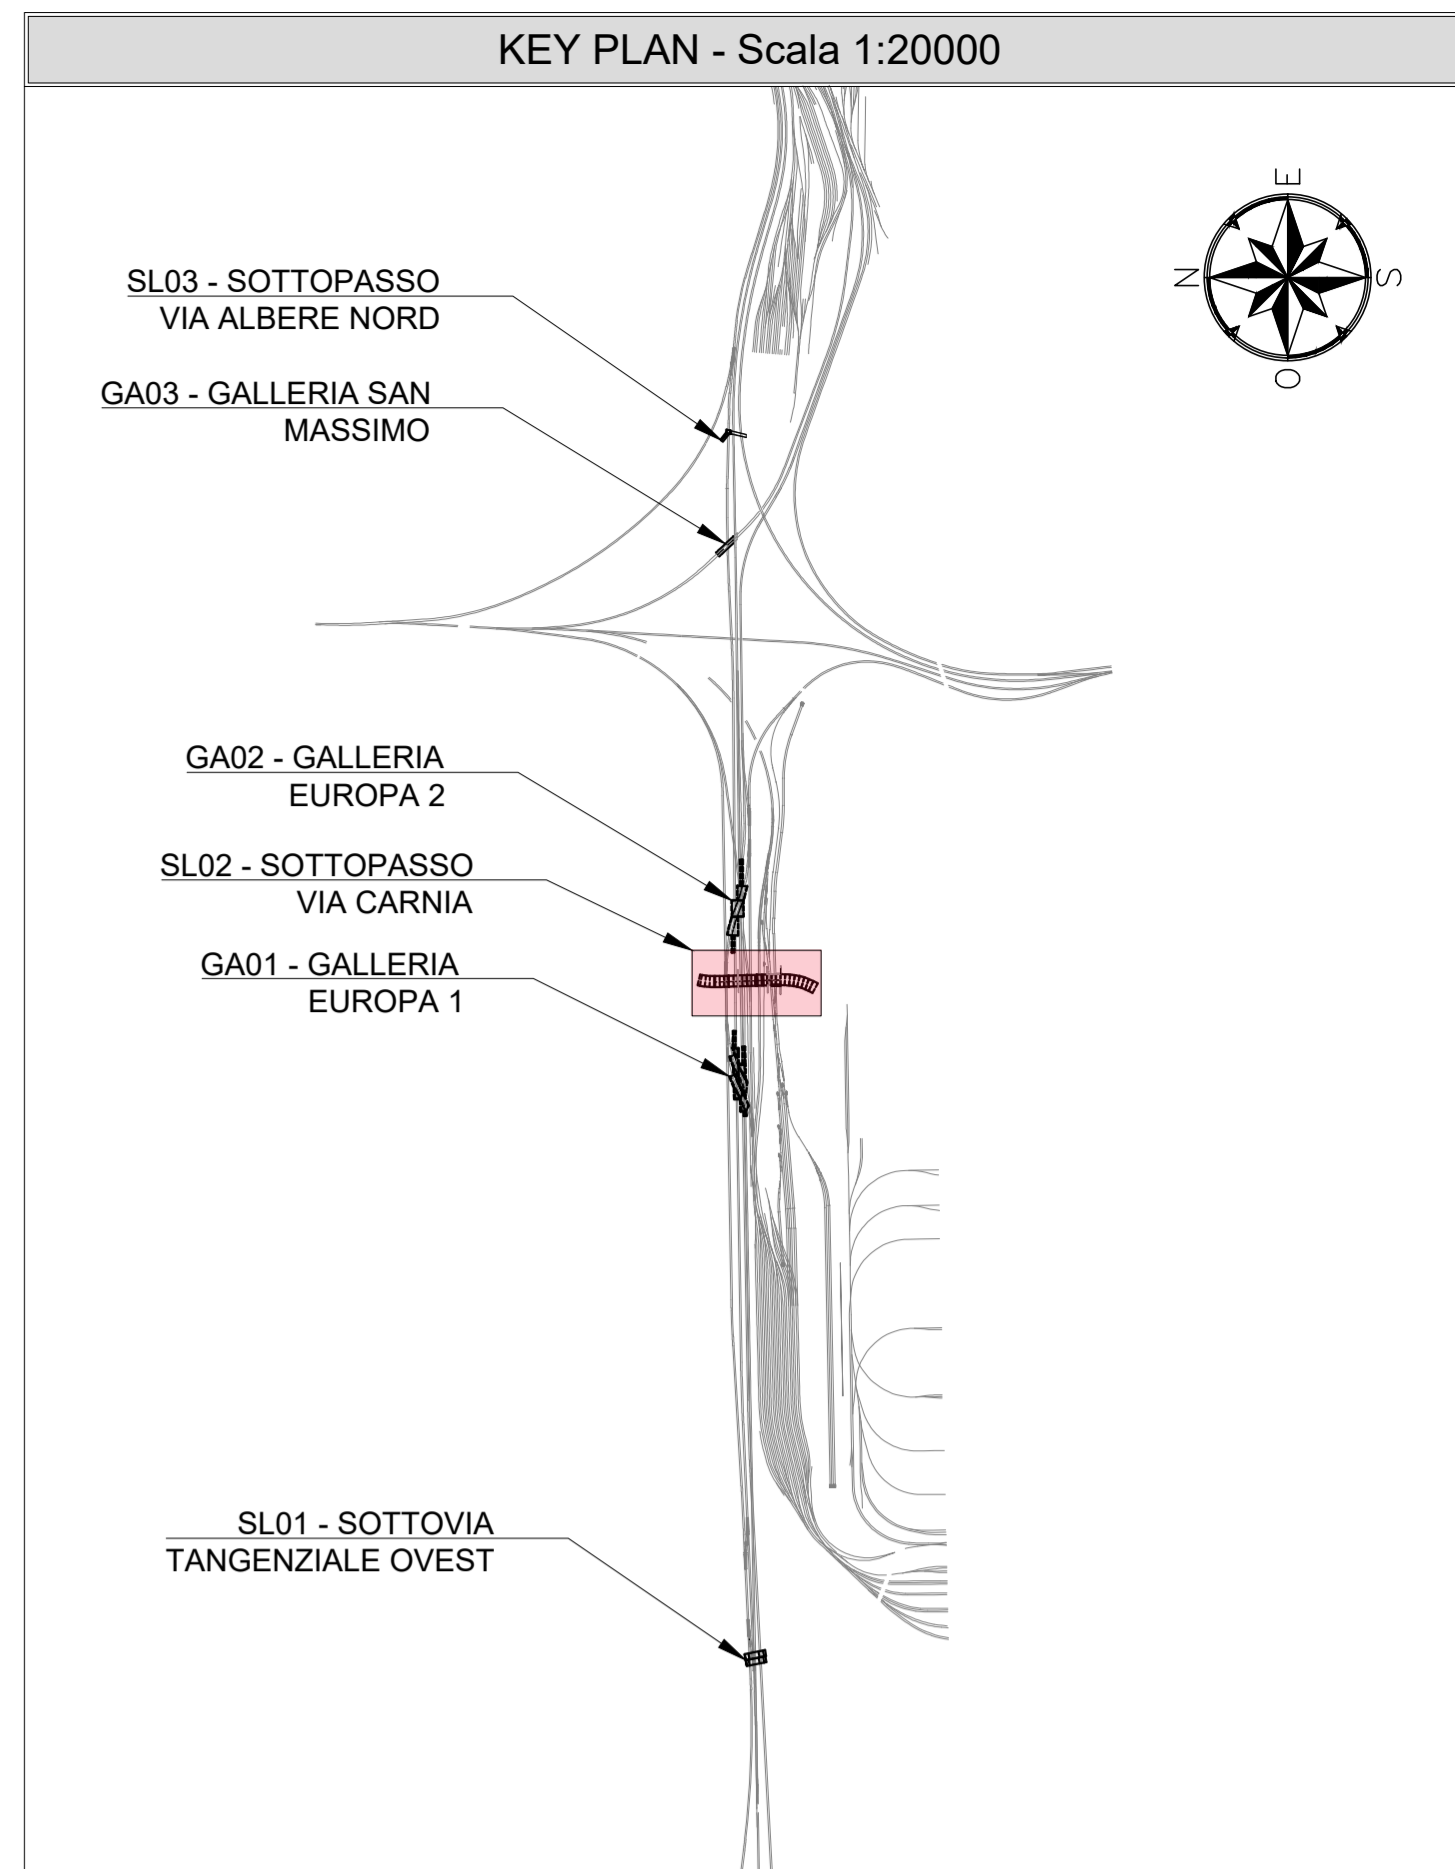 KEY PLAN - Scala 1:20000
E
N
S
O
SL03 - SOTTOPASSO
VIA ALBERE NORD
GA03 - GALLERIA SAN
MASSIMO
GA02 - GALLERIA
EUROPA 2
SL02 - SOTTOPASSO
VIA CARNIA
GA01 - GALLERIA
EUROPA 1
SL01 - SOTTOVIA
TANGENZIALE OVEST